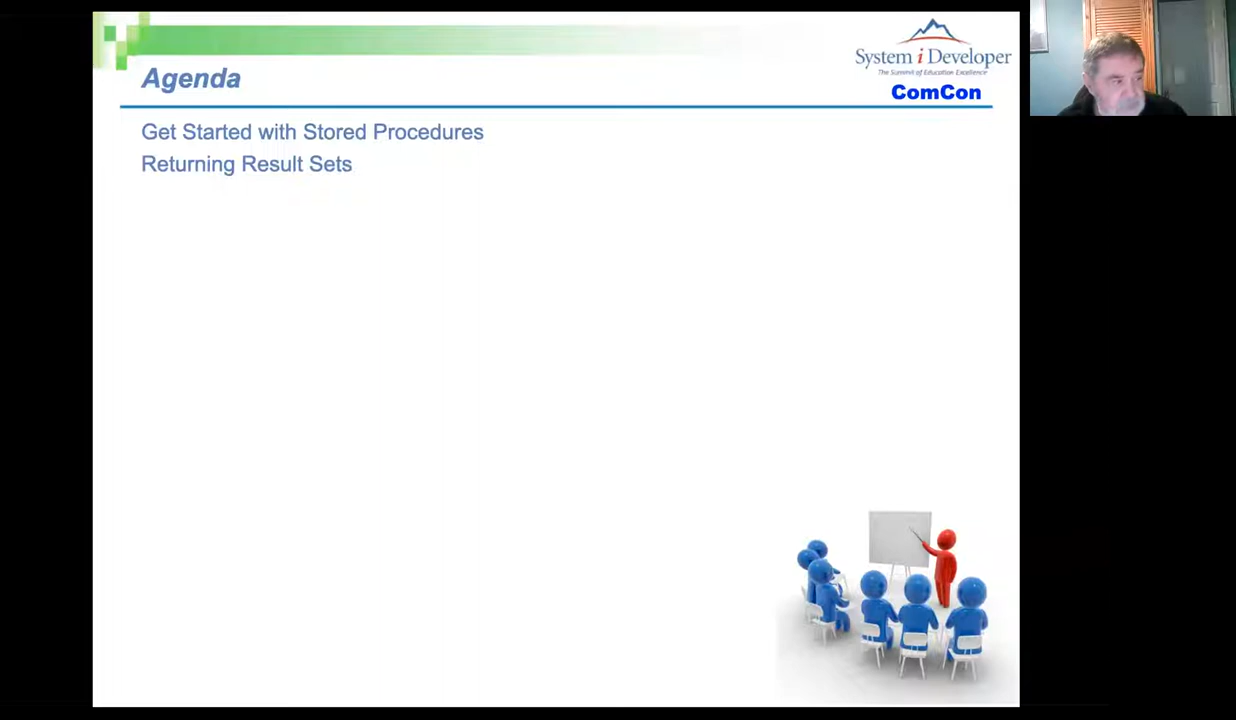 System i Developer
The Summit of Education Excellence
Agenda
ComCon
Get Started with Stored Procedures
Returning Result Sets